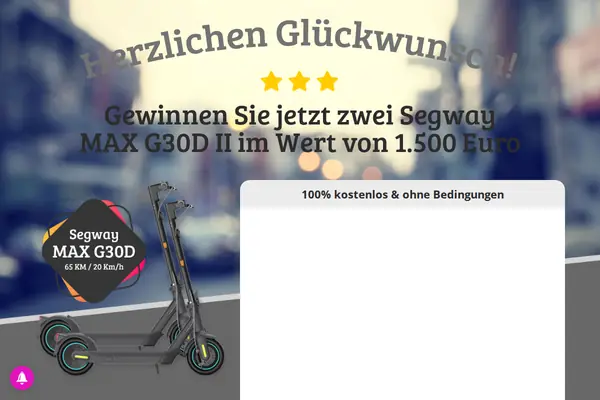 Herzlichen Glückwunsch!
Gewinnen Sie jetzt zwei Segway
MAX G30D II im Wert von 1.500 Euro
100% kostenlos & ohne Bedingungen
Segway
MAX G30D
65 KM / 20 Km/h